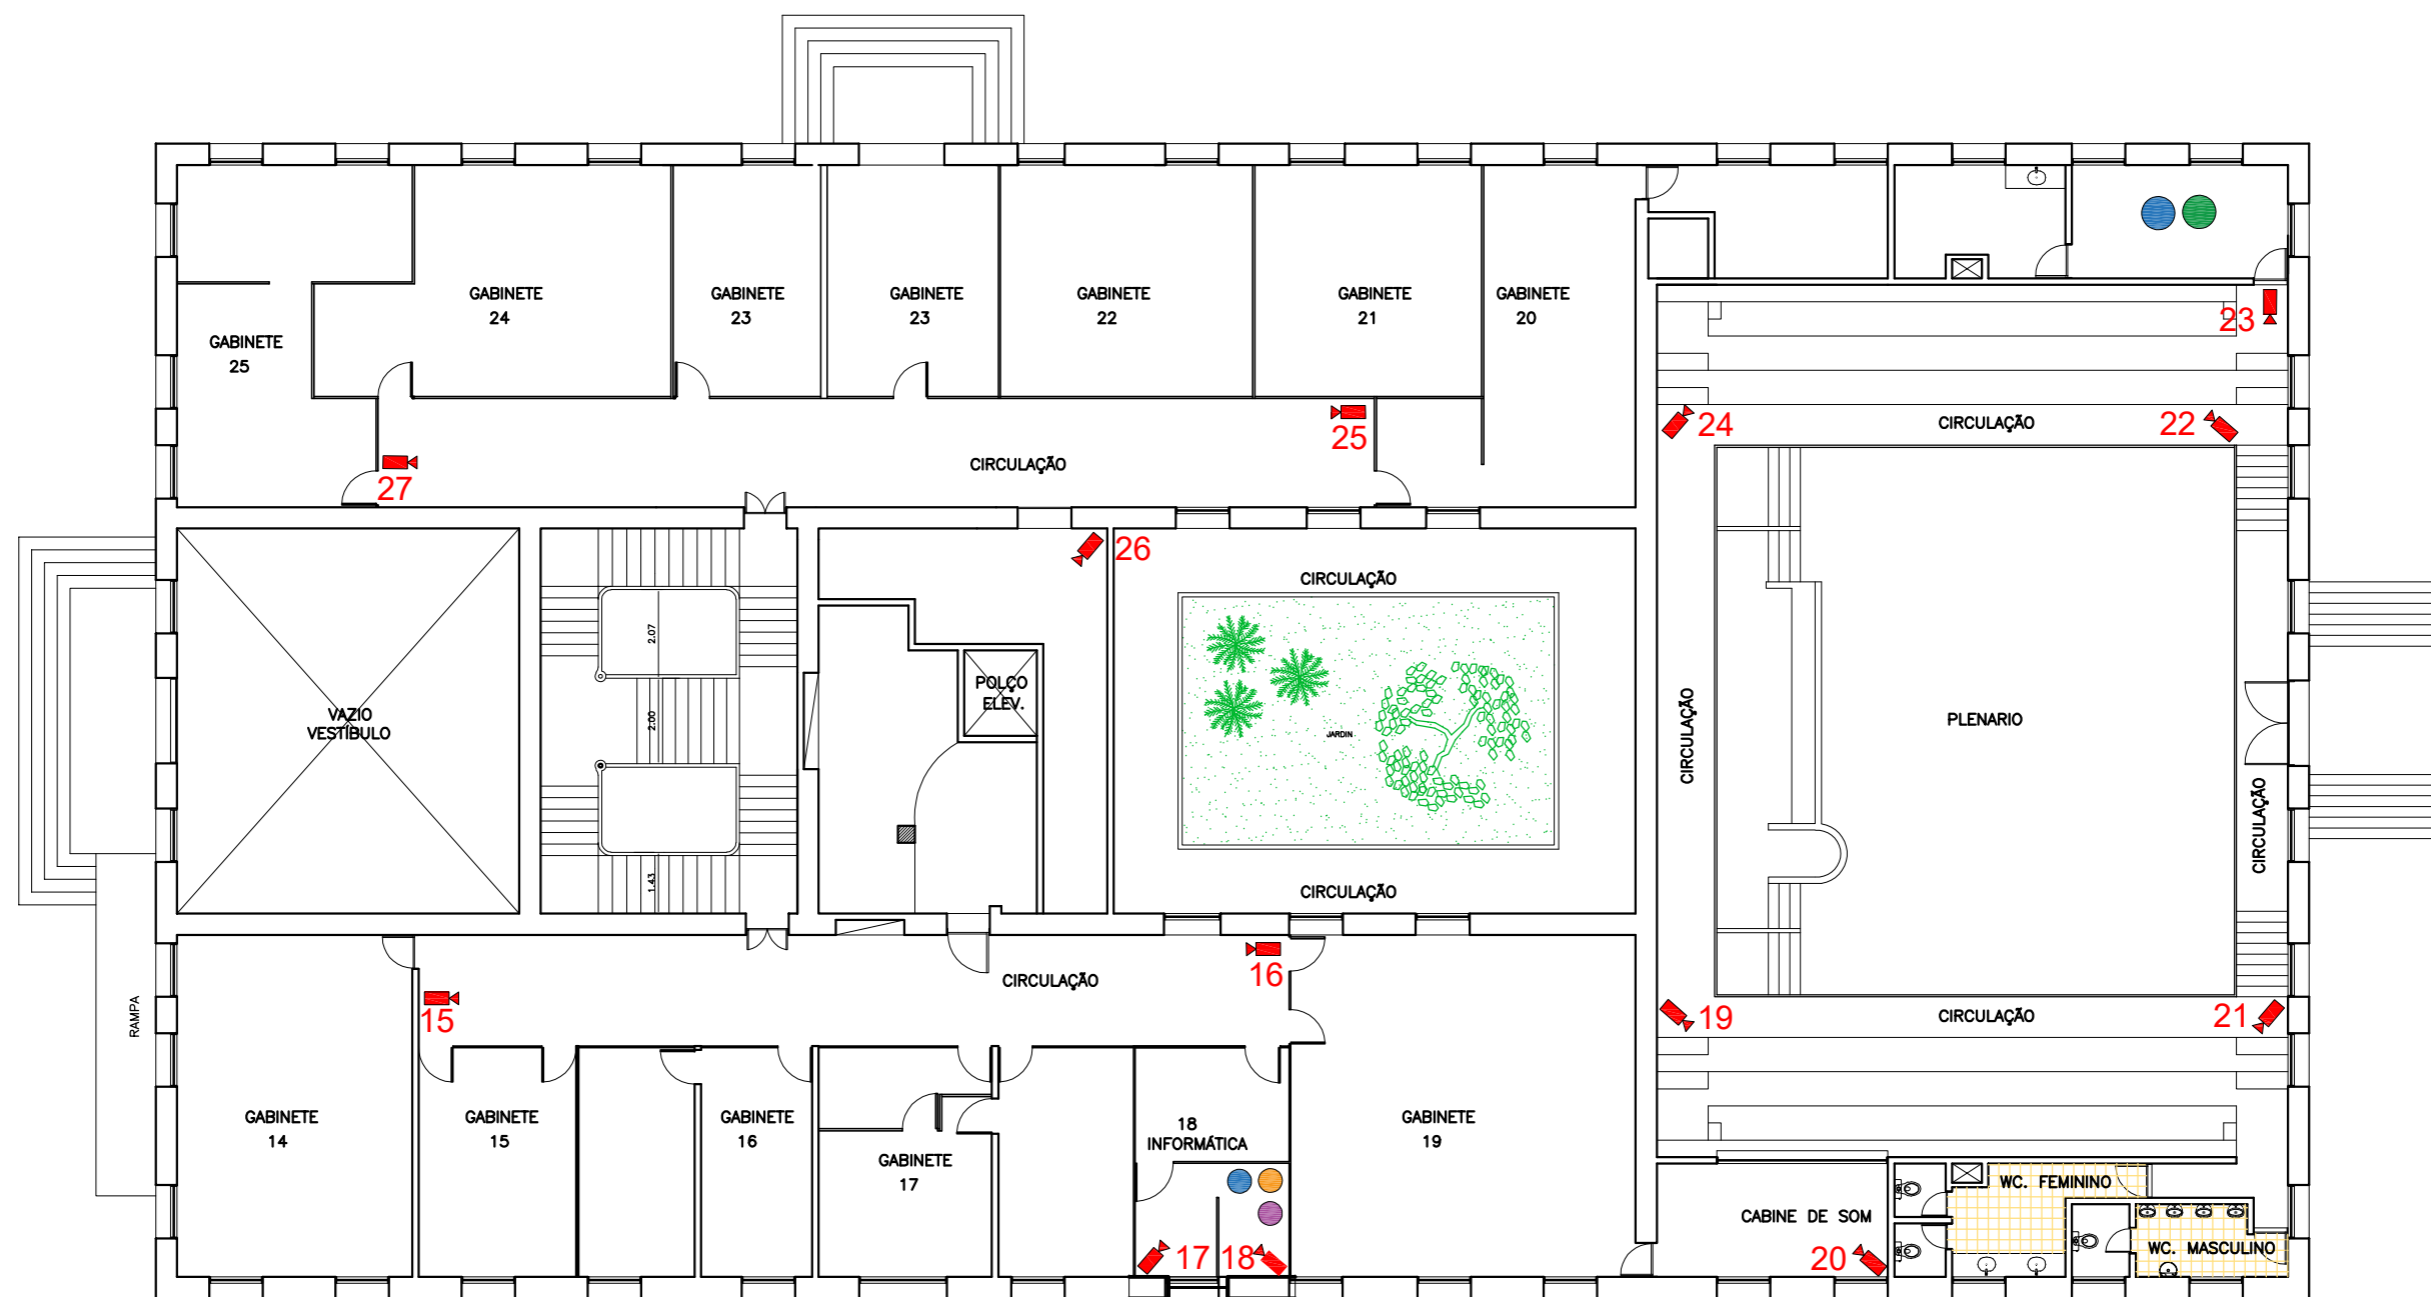 GABINETE
24
GABINETE
23
GABINETE
23
GABINETE
22
GABINETE
21
GABINETE
20
GABINETE
25
23
24
CIRCULAÇÃO
22
25
CIRCULAÇÃO
27
26
CIRCULAÇÃO
2.07
POLÇO
ELEV.
VAZIO
VESTÍBULO
2.00
JARDIN
CIRCULAÇÃO
PLENARIO
CIRCULAÇÃO
1.43
CIRCULAÇÃO
16
CIRCULAÇÃO
15
RAMPA
19
CIRCULAÇÃO
21
GABINETE
14
GABINETE
15
GABINETE
16
GABINETE
17
18
INFORMÁTICA
GABINETE
19
WC. FEMININO
CABINE DE SOM
WC. MASCULINO
17
18
20